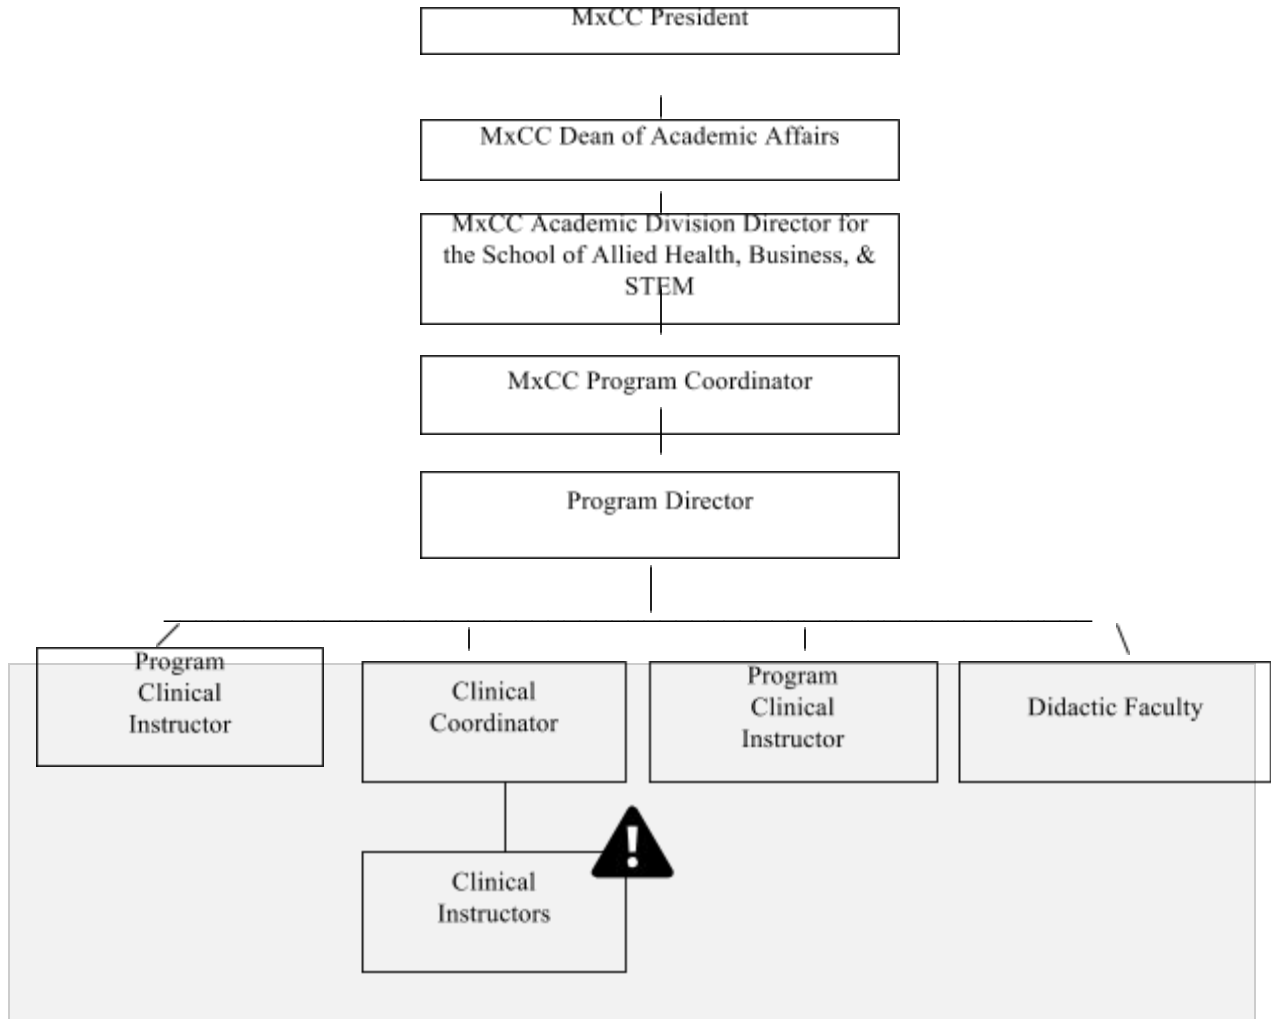 MxCC President
MxCC Dean of Academic Affairs
MxCC Academic Division Director for
the School of Allied Health, Business, &
STEM
MxCC Program Coordinator
Program Director
Program
Clinical
Instructor
Clinical
Coordinator
Program
Clinical
Instructor
Didactic Faculty
Clinical
Instructors